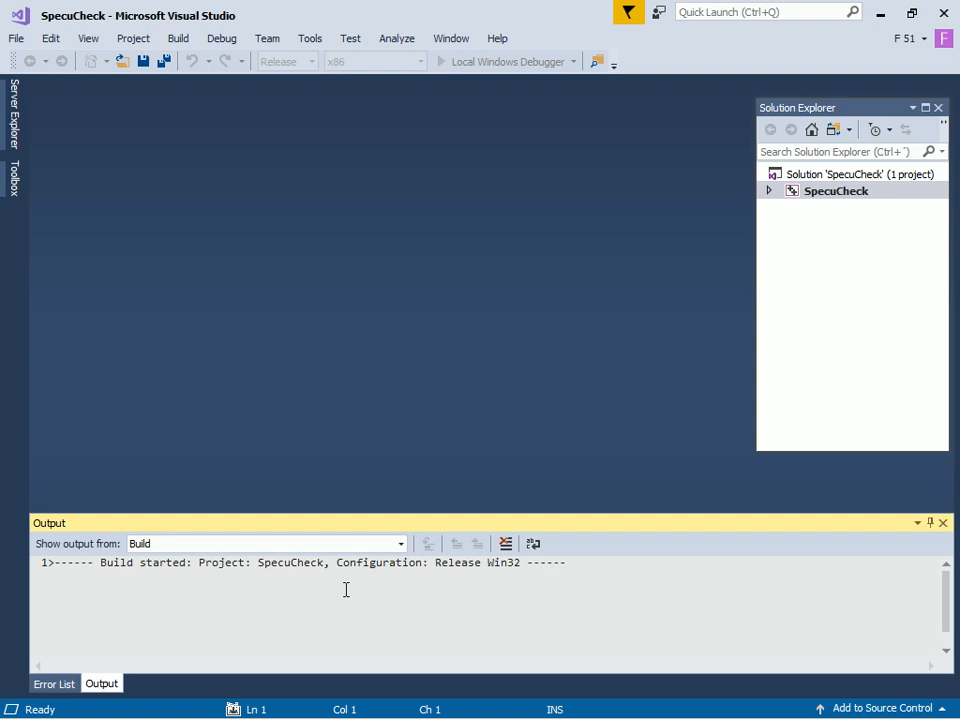 SpecuCheck - Microsoft Visual Studio
Quick Launch (Ctrl+Q)
File Edit View Project Build Debug Team Tools Test Analyze Window Help
F 51 F
Release x86 Local Windows Debugger
Server Explorer
Toolbox
Solution Explorer
Search Solution Explorer (Ctrl+´)
Solution 'SpecuCheck' (1 project)
SpecuCheck
Output
Show output from: Build
1>------ Build started: Project: SpecuCheck, Configuration: Release Win32 ------
Error List Output
Ready Ln 1 Col 1 Ch 1 INS Add to Source Control